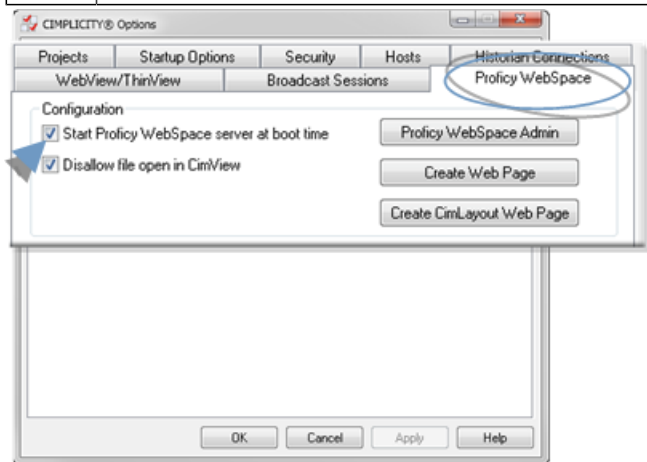 CIMPLICITY® Options
Projects Startup Options Security Hosts Historian Connections
WebView/ThinView Broadcast Sessions Proficy WebSpace
Configuration
Start Proficy WebSpace server at boot time Proficy WebSpace Admin
Disallow file open in CimView Create Web Page
Create CimLayout Web Page
OK Cancel Apply Help